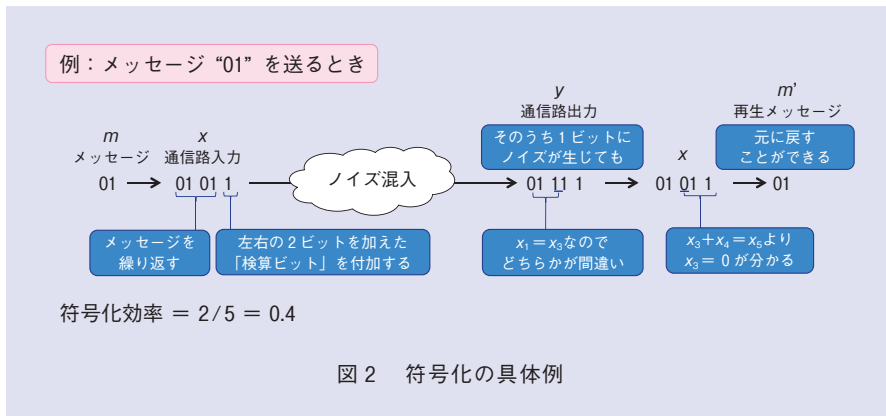 例：メッセージ “01” を送るとき
m
メッセージ
01
x
通信路入力
01 01 1
メッセージを
繰り返す
左右の2ビットを加えた
「検算ビット」を付加する
ノイズ混入
y
通信路出力
そのうち1ビットに
ノイズが生じても
01 11 1
x₁＝x₃なので
どちらかが間違い
x
01 01 1
x₃＋x₄＝x₅より
x₃＝0が分かる
m’
再生メッセージ
元に戻す
ことができる
01
符号化効率 ＝ 2/5 ＝ 0.4
図2　符号化の具体例